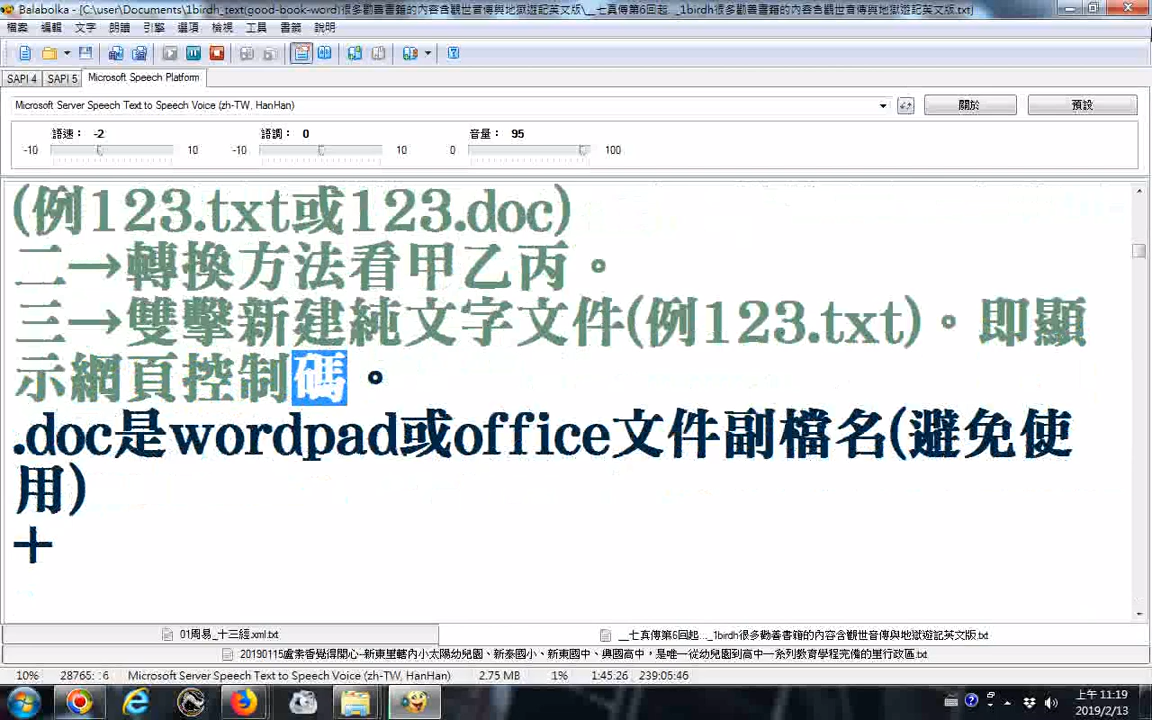 Balabolka - [C:\user\Documents\1birdh_text(good-book-word)很多勸善書籍的內容含觀世音傳與地獄遊記英文版\__七真傳第6回起._.1birdh很多勸善書籍的內容含觀世音傳與地獄遊記英文版.txt]
檔案 編輯 文字 朗讀 引擎 選項 檢視 工具 書籤 說明
SAPI 4 SAPI 5 Microsoft Speech Platform
Microsoft Server Speech Text to Speech Voice (zh-TW, HanHan) 關於 預設
語速： -2 語調： 0 音量： 95
-10 10 -10 10 0 100
(例123.txt或123.doc)
二→轉換方法看甲乙丙。
三→雙擊新建純文字文件(例123.txt)。即顯
示網頁控制碼。
.doc是wordpad或office文件副檔名(避免使
用)
十
01周易_十三經.xml.txt __七真傳第6回起..._1birdh很多勸善書籍的內容含觀世音傳與地獄遊記英文版.txt
20190115盧素香覺得開心-新東里轄內小太陽幼兒園、新泰國小、新東國中、興國高中，是唯一從幼兒園到高中一系列教育學程完備的里行政區.txt
10% 28765: :6 Microsoft Server Speech Text to Speech Voice (zh-TW, HanHan) 2.75 MB 1% 1:45:26 239:05:46
上午 11:19
2019/2/13